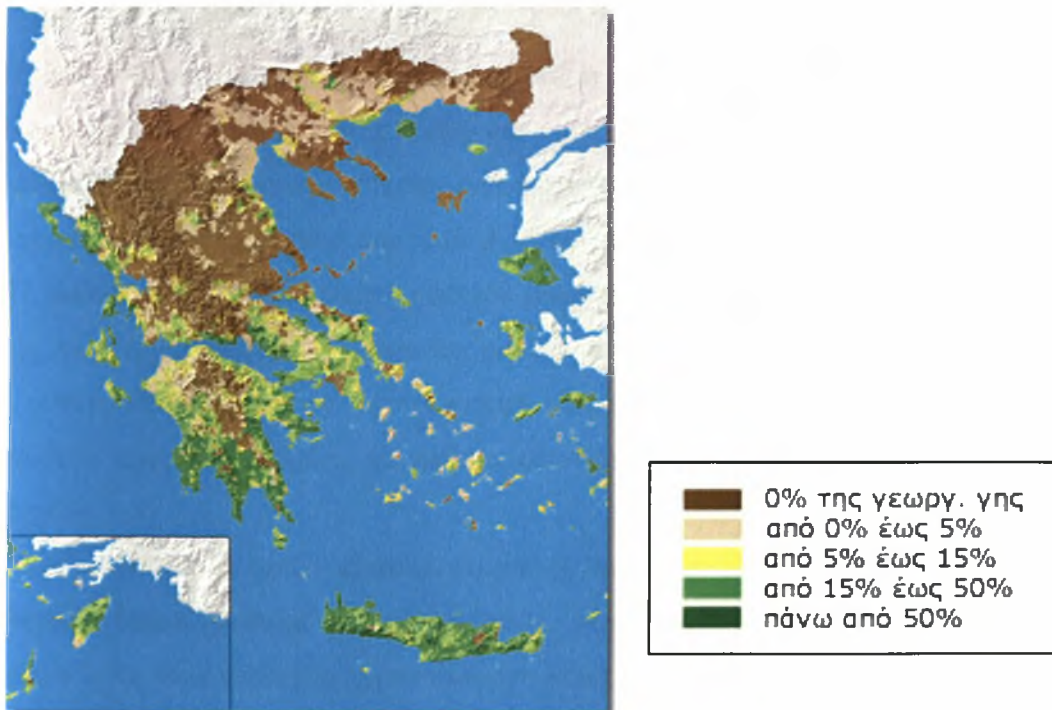 0% της γεωργ. γης
από 0% έως 5%
από 5% έως 15%
από 15% έως 50%
πάνω από 50%